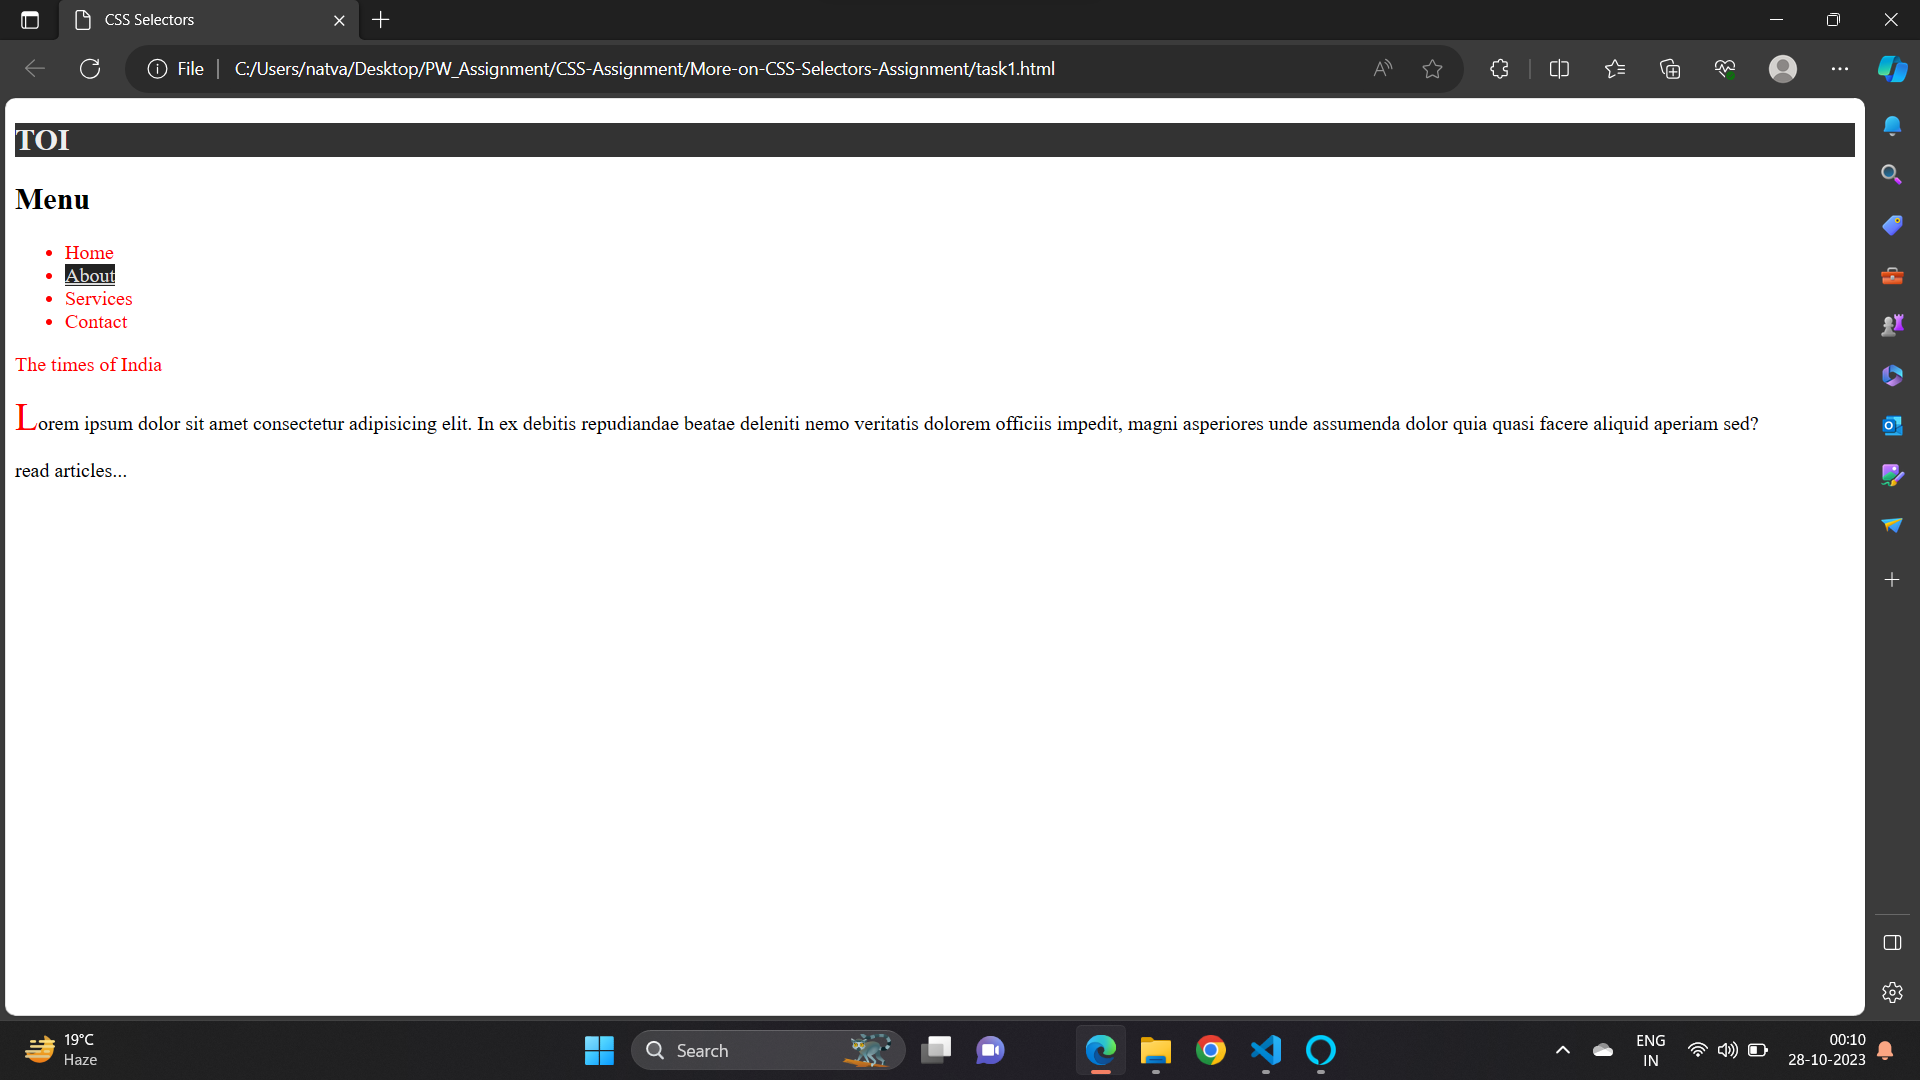 CSS Selectors
File
C:/Users/natva/Desktop/PW_Assignment/CSS-Assignment/More-on-CSS-Selectors-Assignment/task1.html
TOI
Menu
Home
About
Services
Contact
The times of India
Lorem ipsum dolor sit amet consectetur adipisicing elit. In ex debitis repudiandae beatae deleniti nemo veritatis dolorem officiis impedit, magni asperiores unde assumenda dolor quia quasi facere aliquid aperiam sed?
read articles...
19°C
Haze
Search
ENG
IN
00:10
28-10-2023